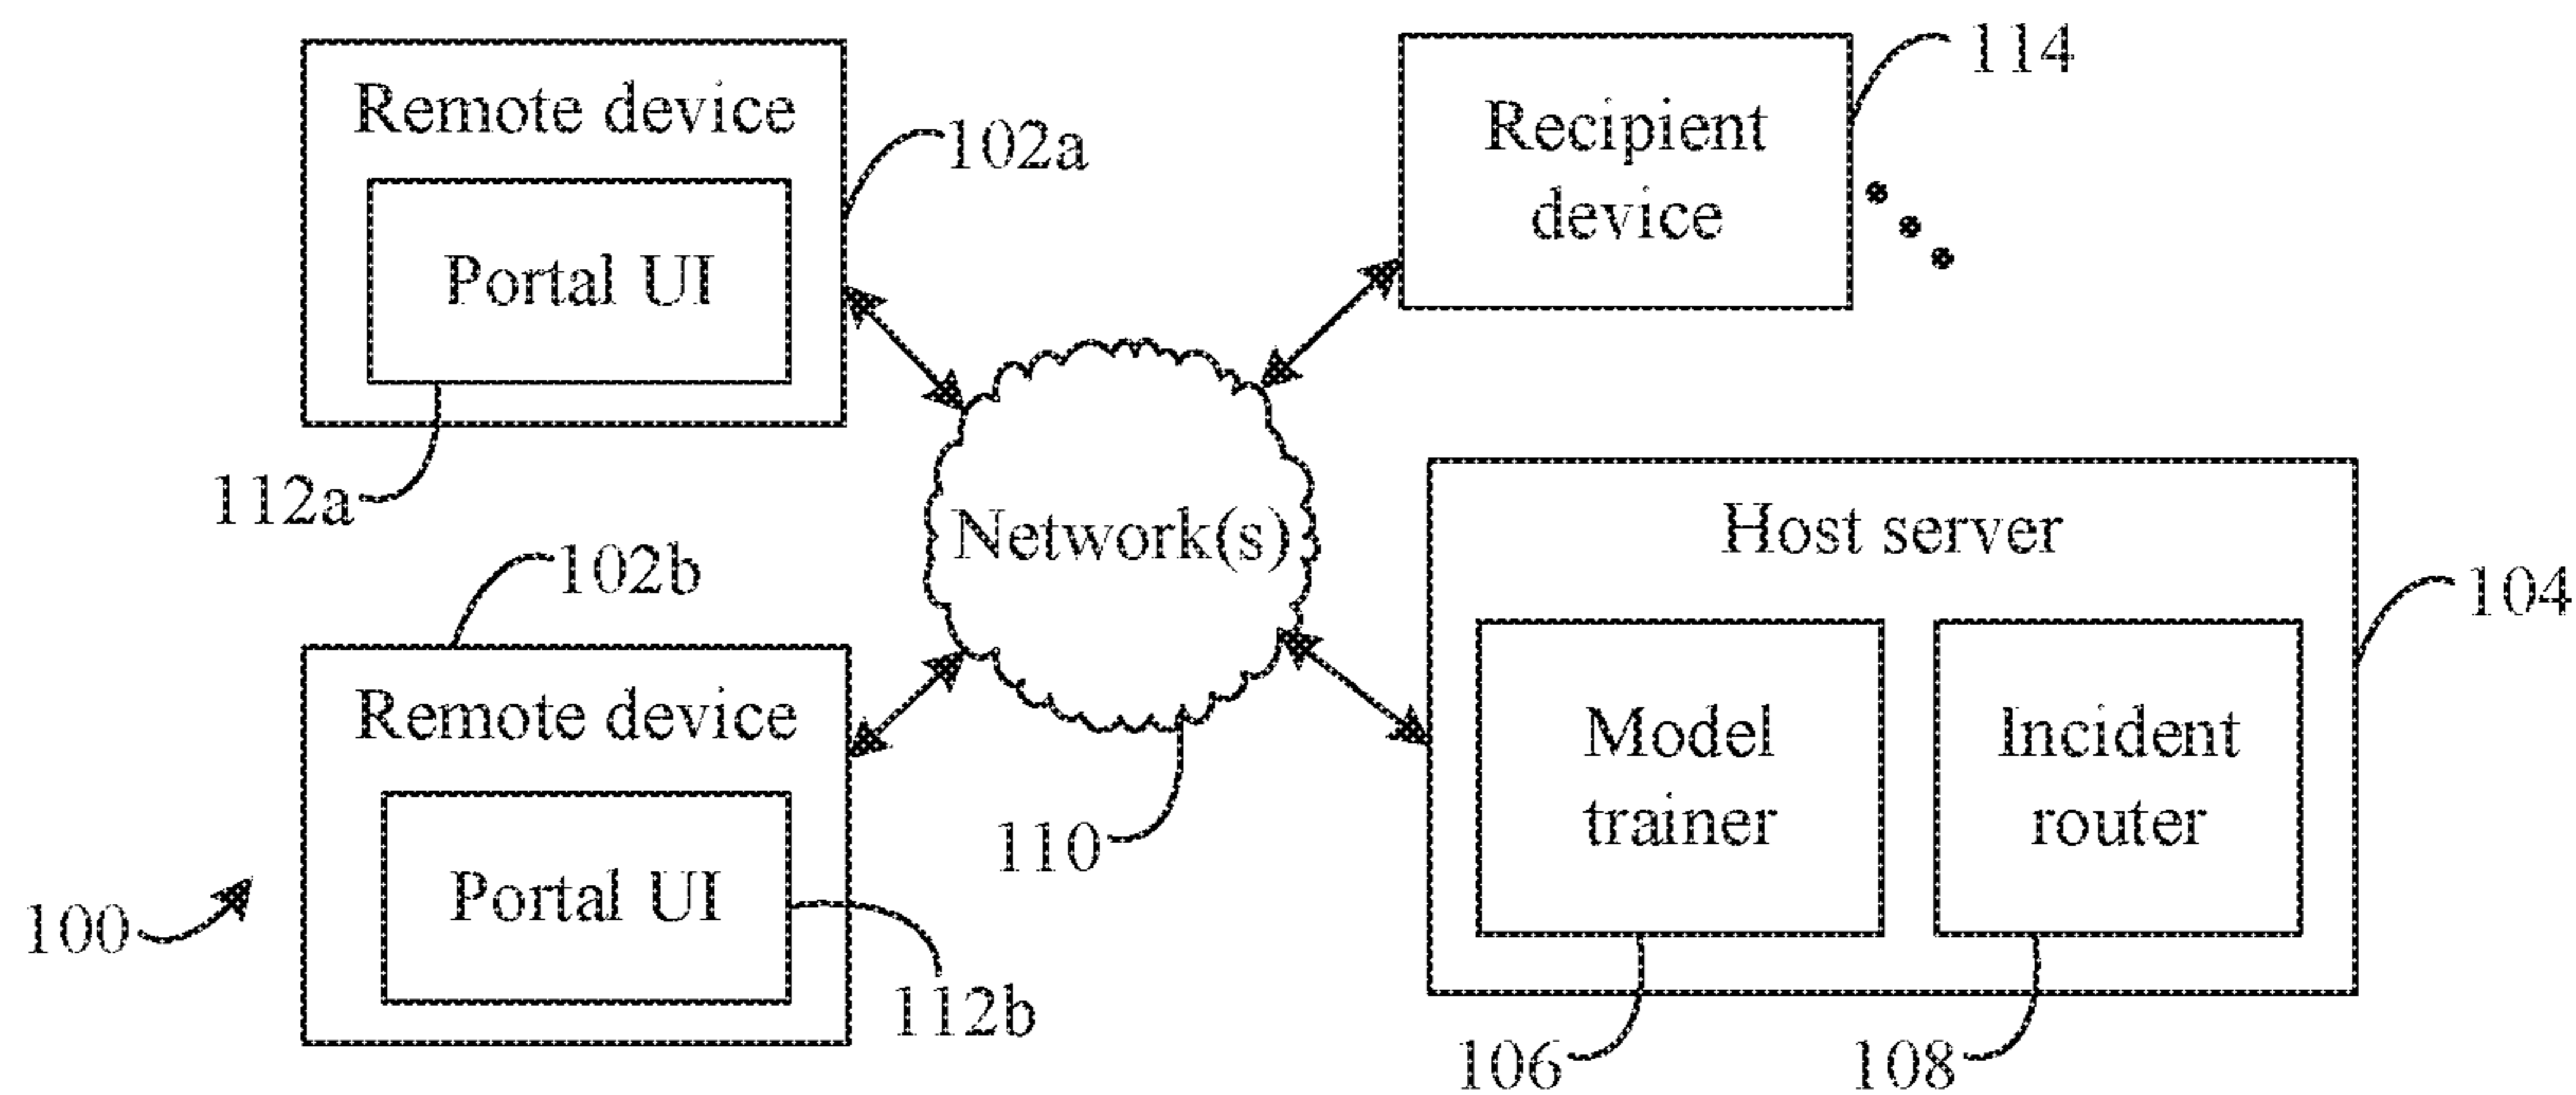 Remote device
102a
Portal UI
112a
Recipient
device
114
Network(s)
110
102b
Remote device
Portal UI
112b
100
Host server
104
Model
trainer
106
Incident
router
108